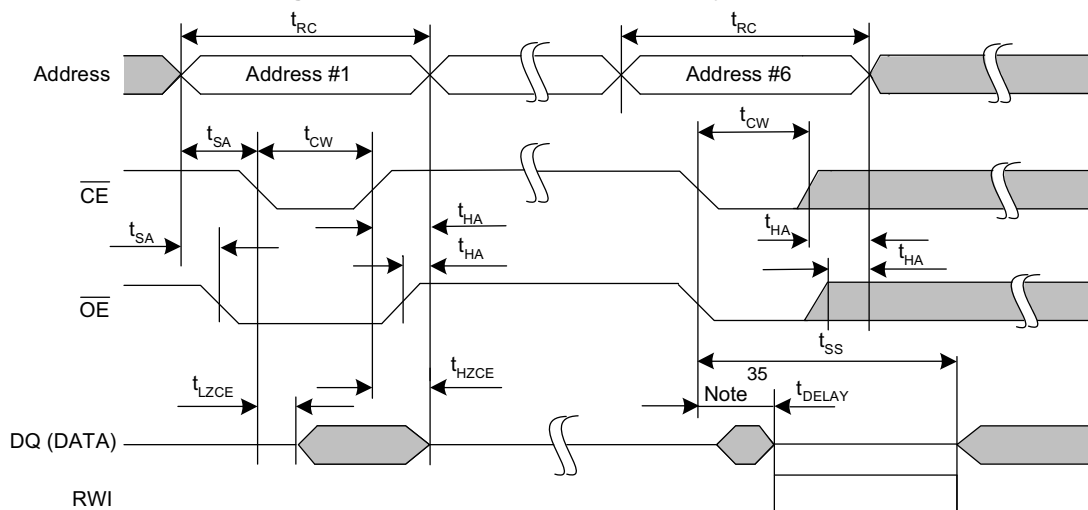 tRC tRC
Address Address #1 Address #6
tCW
tSA tCW
CE
tHA tHA
tSA
tHA tHA
OE
tSS
tHZCE 35
tLZCE Note tDELAY
DQ (DATA)
RWI